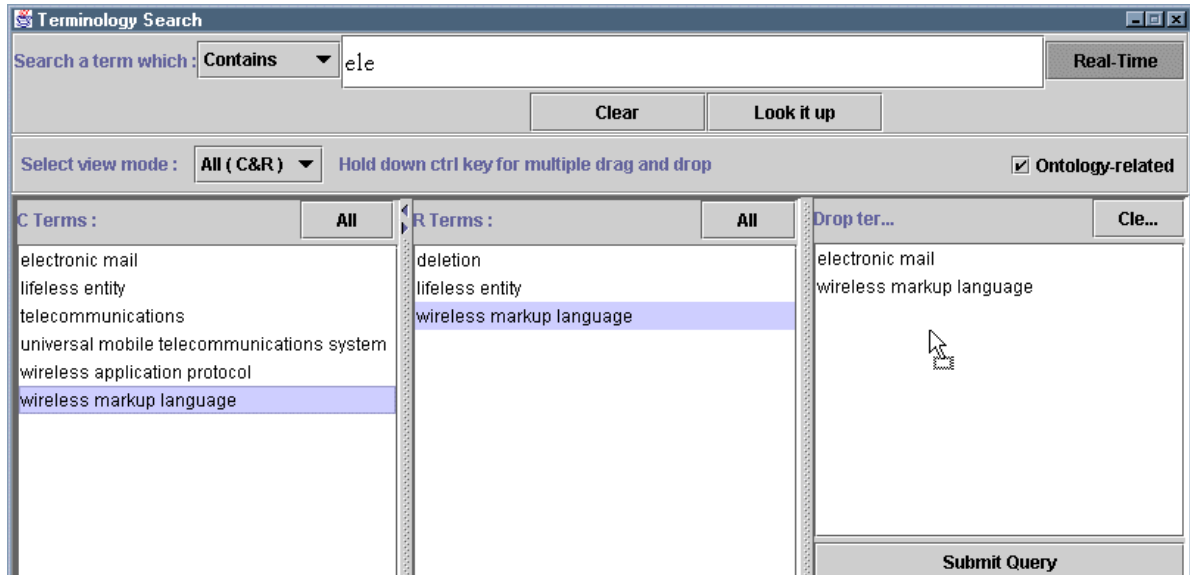 Terminology Search
Search a term which : Contains ele Real-Time
Clear Look it up
Select view mode : All ( C&R ) Hold down ctrl key for multiple drag and drop Ontology-related
C Terms : All
electronic mail
lifeless entity
telecommunications
universal mobile telecommunications system
wireless application protocol
wireless markup language
R Terms : All
deletion
lifeless entity
wireless markup language
Drop ter... Cle...
electronic mail
wireless markup language
Submit Query